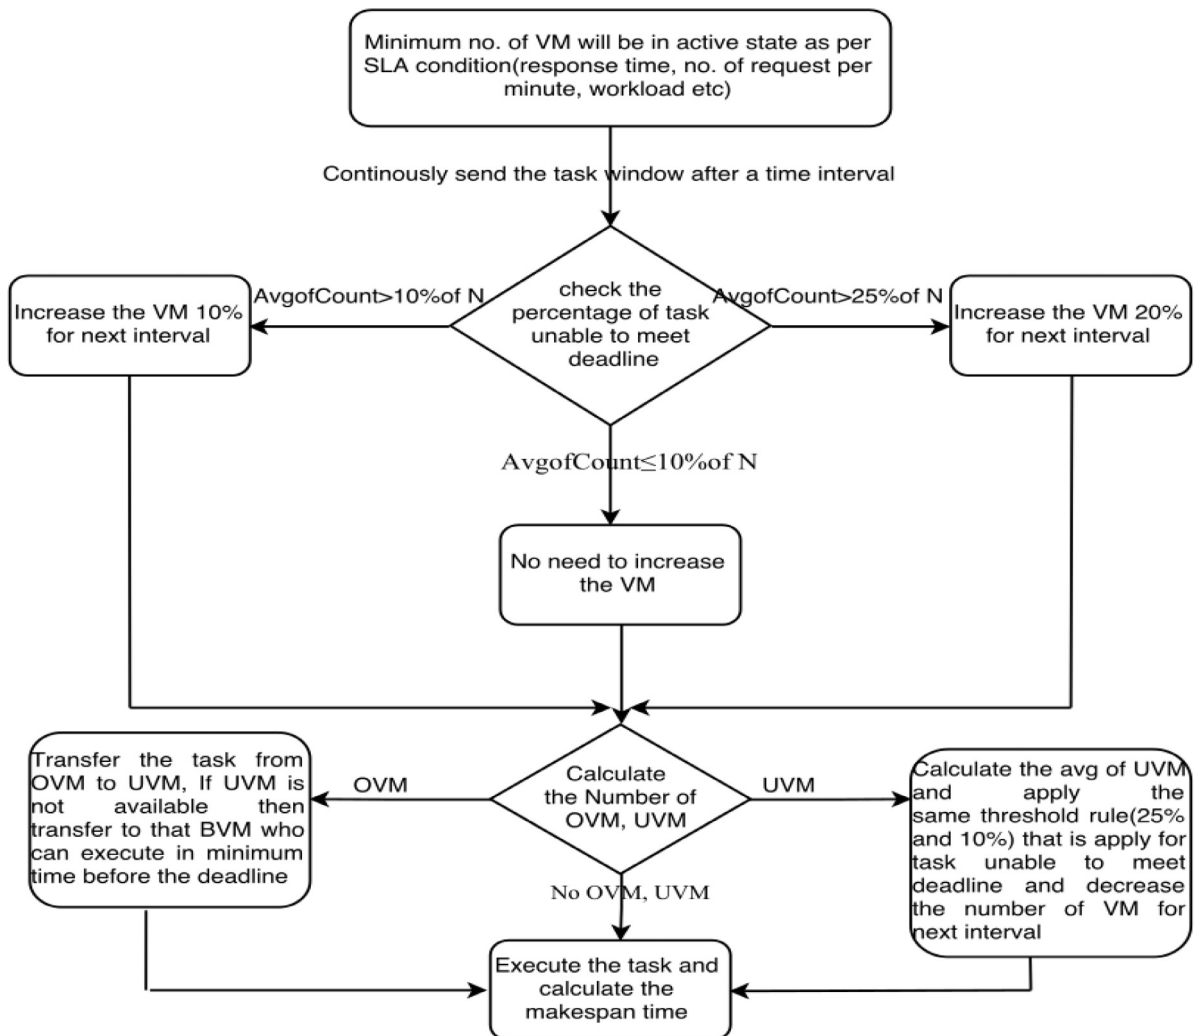 Minimum no. of VM will be in active state as per
SLA condition(response time, no. of request per
minute, workload etc)
Continously send the task window after a time interval
AvgofCount>10%of N
AvgofCount>25%of N
check the
percentage of task
unable to meet
deadline
Increase the VM 10%
for next interval
Increase the VM 20%
for next interval
AvgofCount≤10%of N
No need to increase
the VM
Transfer the task from
OVM to UVM, If UVM is
not available then
transfer to that BVM who
can execute in minimum
time before the deadline
OVM
Calculate
the Number of
OVM, UVM
UVM
Calculate the avg of UVM
and apply the
same threshold rule(25%
and 10%) that is apply for
task unable to meet
deadline and decrease
the number of VM for
next interval
No OVM, UVM
Execute the task and
calculate the
makespan time